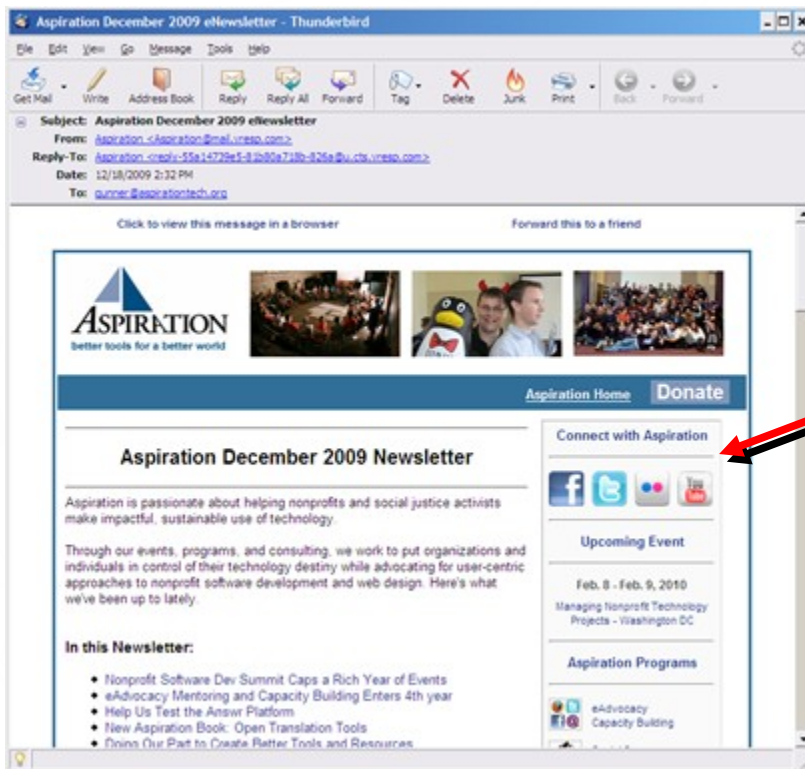 Aspiration December 2009 eNewsletter - Thunderbird
File Edit View Go Message Tools Help
Get Mail Write Address Book Reply Reply All Forward Tag Delete Junk Print Back Forward
Subject: Aspiration December 2009 eNewsletter
From: Aspiration <Aspiration@mail.vresp.com>
Reply-To: Aspiration
Date: 12/18/2009 2:32 PM
To: gunner@aspirationtech.org
Click to view this message in a browser Forward this to a friend
ASPIRATION
better tools for a better world
Aspiration Home Donate
Aspiration December 2009 Newsletter
Aspiration is passionate about helping nonprofits and social justice activists
make impactful, sustainable use of technology.
Through our events, programs, and consulting, we work to put organizations and
individuals in control of their technology destiny while advocating for user-centric
approaches to nonprofit software development and web design. Here's what
we've been up to lately.
In this Newsletter:
Nonprofit Software Dev Summit Caps a Rich Year of Events
eAdvocacy Mentoring and Capacity Building Enters 4th year
Help Us Test the Answr Platform
New Aspiration Book: Open Translation Tools
Doing Our Part to Create Better Tools and Resources
Connect with Aspiration
You
Upcoming Event
Feb. 8 - Feb. 9, 2010
Managing Nonprofit Technology
Projects - Washington DC
Aspiration Programs
eAdvocacy
Capacity Building